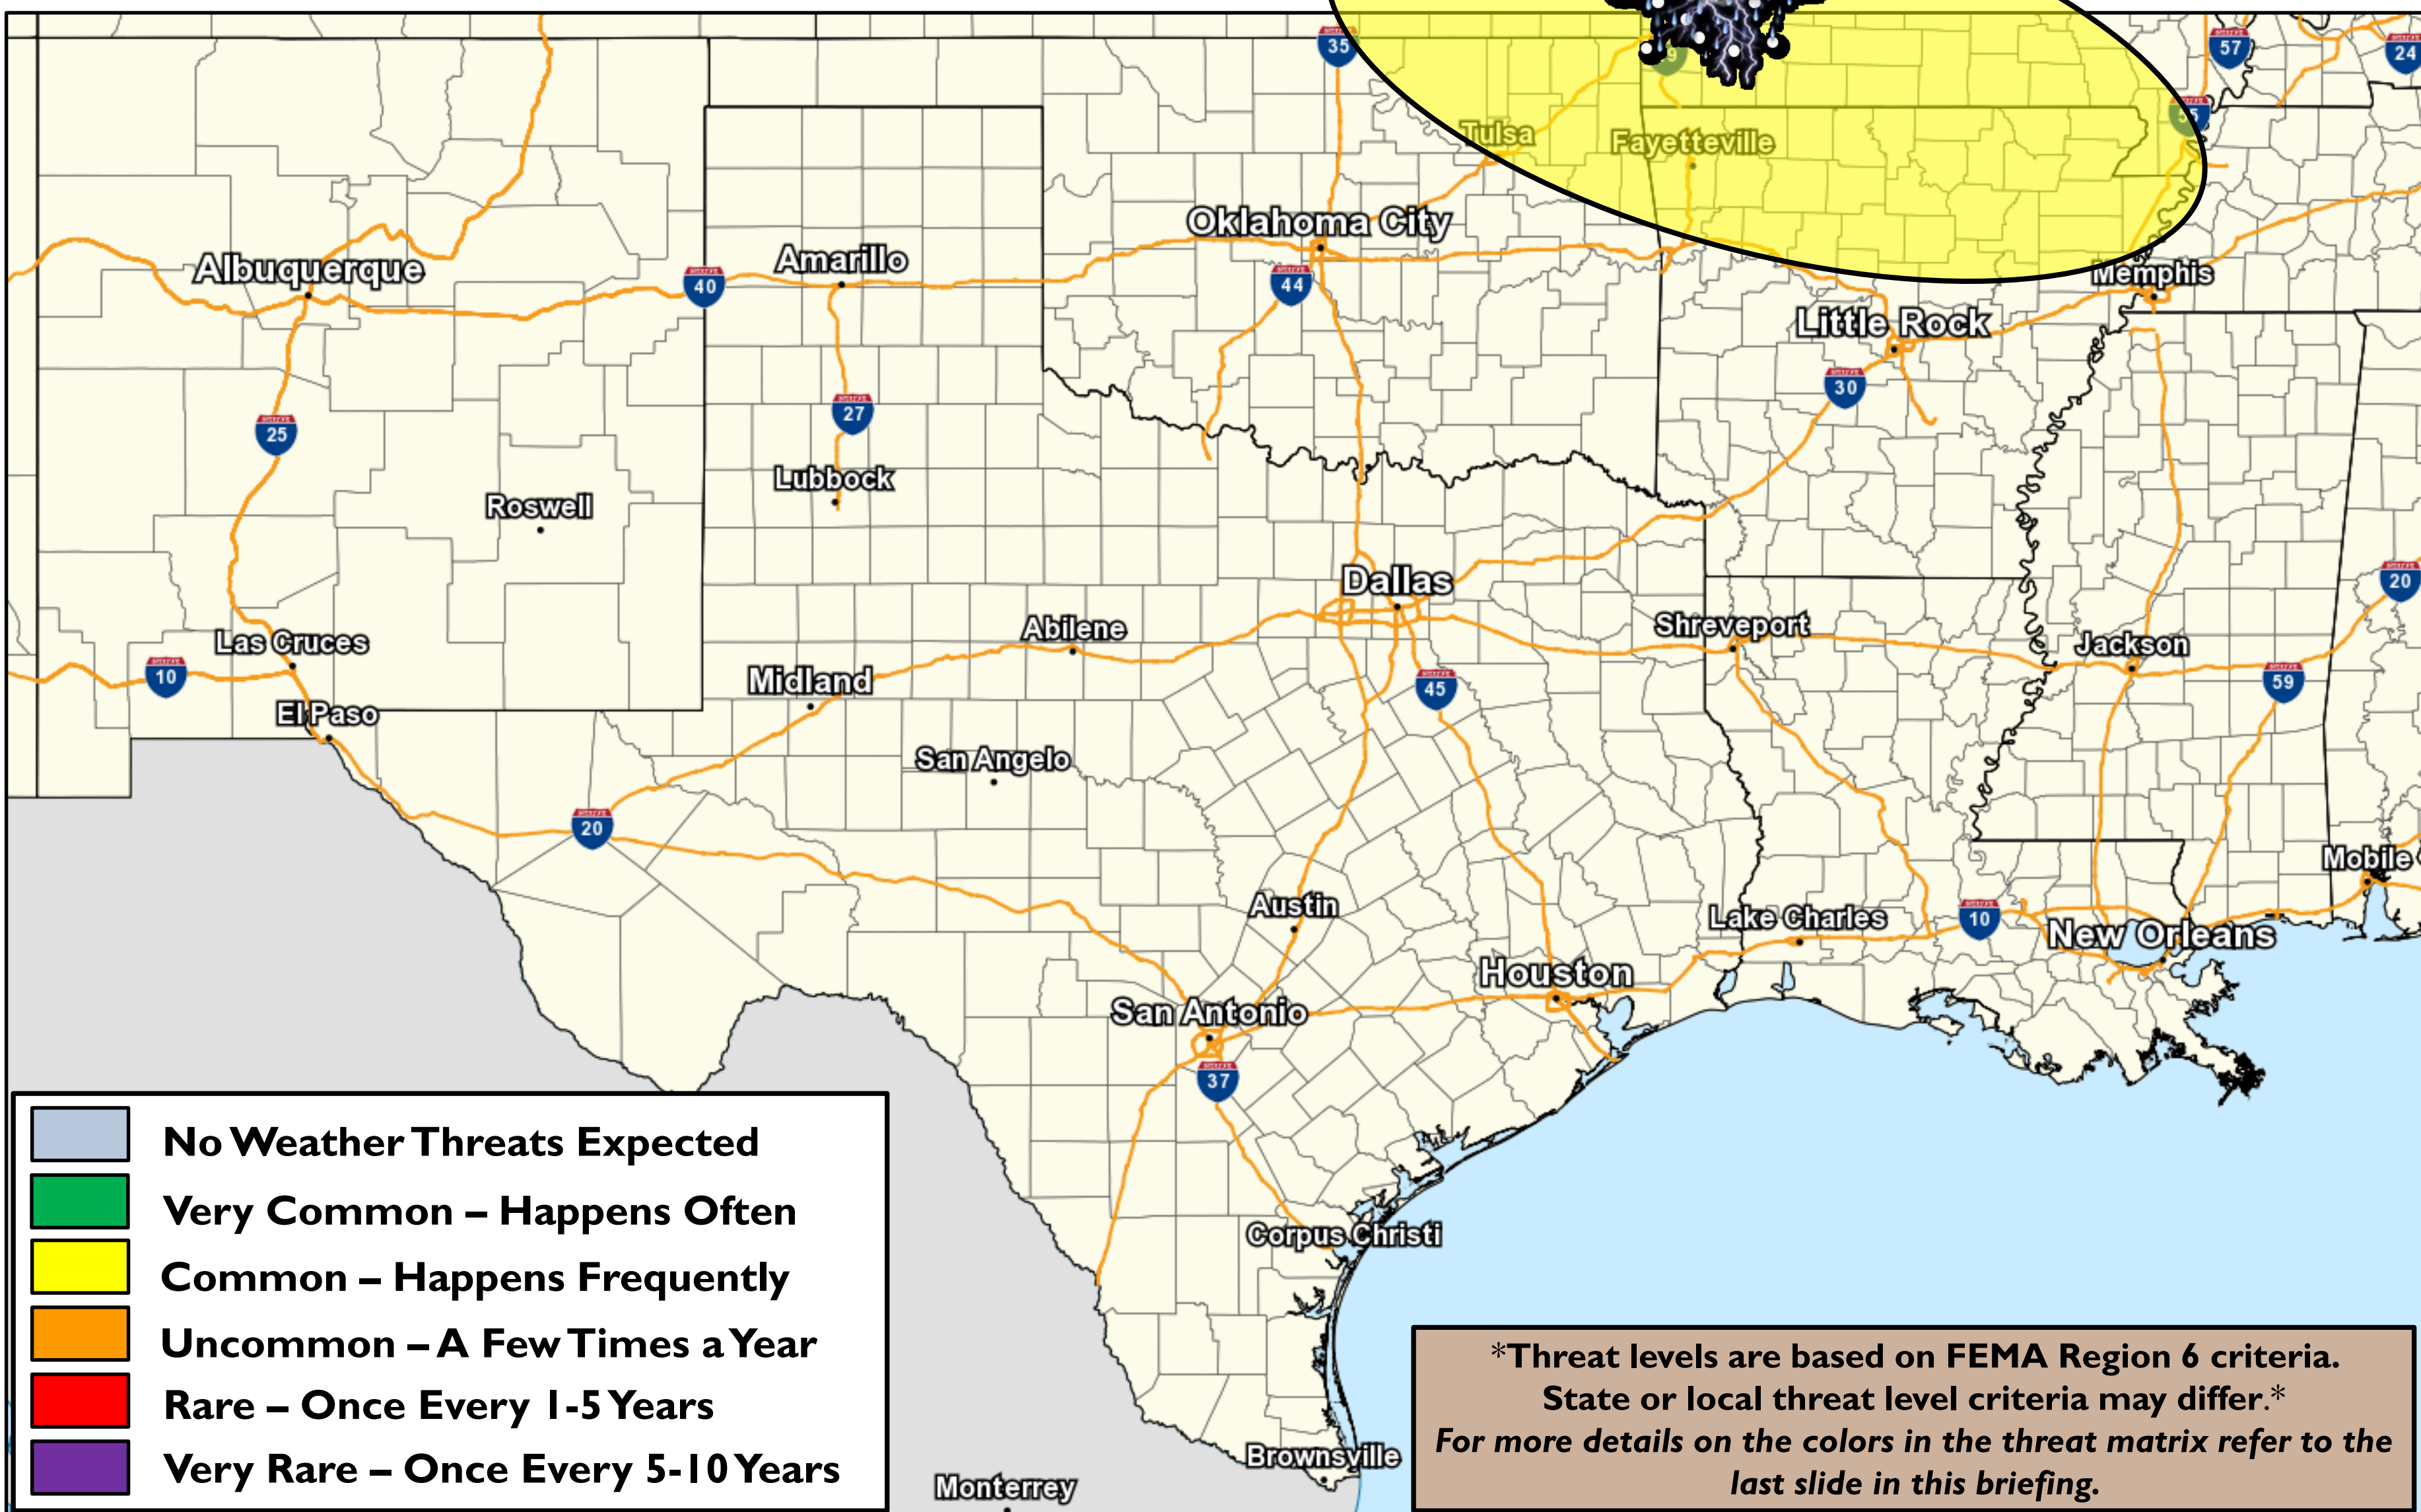 35
57
24
55
Tulsa
Fayetteville
Oklahoma City
Albuquerque
Amarillo
40
44
Memphis
Little Rock
30
27
25
Lubbock
Roswell
Dallas
20
Abilene
Shreveport
Las Cruces
Jackson
10
Midland
45
59
El Paso
San Angelo
20
Mobile
Austin
Lake Charles
10
New Orleans
Houston
San Antonio
37
Corpus Christi
Brownsville
Monterrey
No Weather Threats Expected
Very Common – Happens Often
Common – Happens Frequently
Uncommon – A Few Times a Year
Rare – Once Every 1-5 Years
Very Rare – Once Every 5-10 Years
*Threat levels are based on FEMA Region 6 criteria.
State or local threat level criteria may differ.*
For more details on the colors in the threat matrix refer to the
last slide in this briefing.